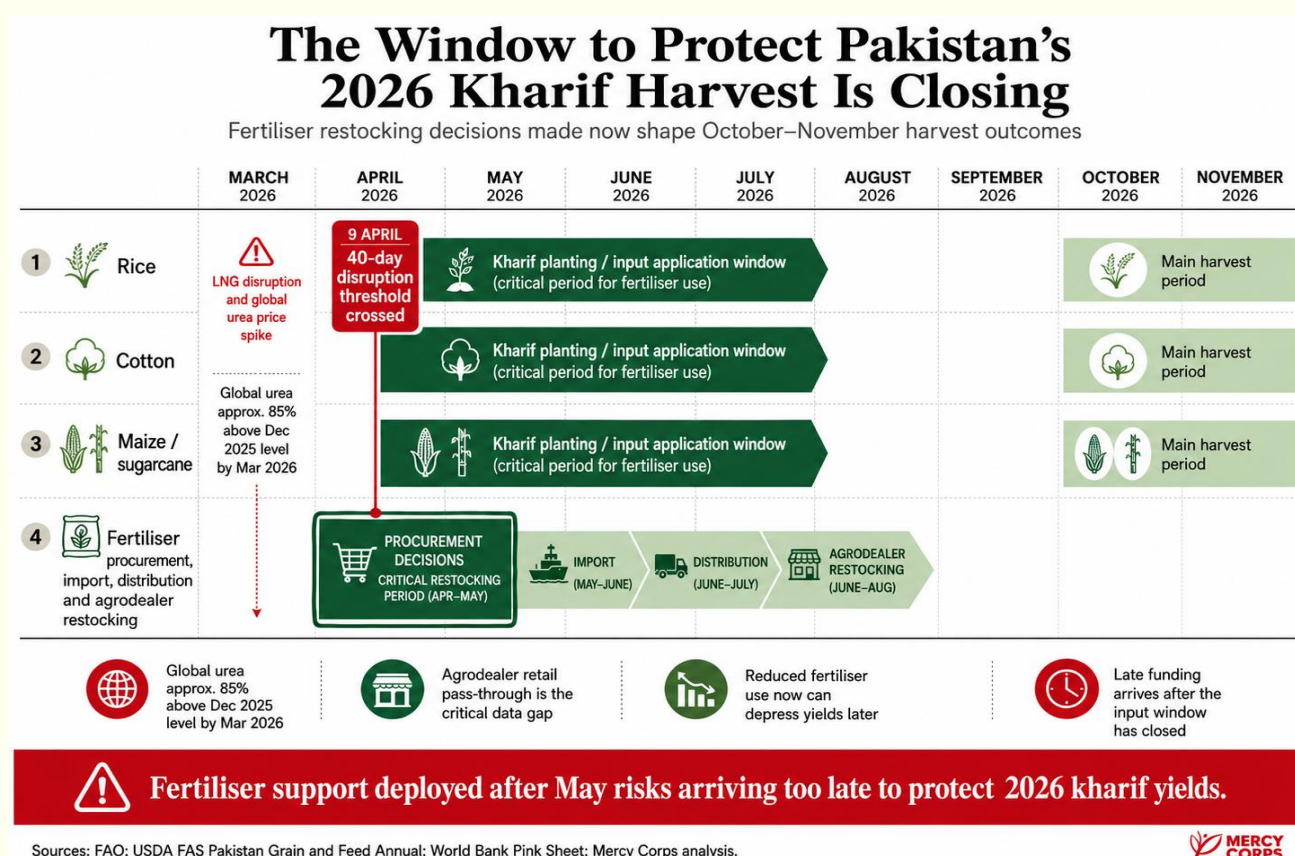 The Window to Protect Pakistan's
2026 Kharif Harvest Is Closing
Fertiliser restocking decisions made now shape October–November harvest outcomes
MARCH
2026
APRIL
2026
MAY
2026
JUNE
2026
JULY
2026
AUGUST
2026
SEPTEMBER
2026
OCTOBER
2026
NOVEMBER
2026
1
Rice
LNG disruption
and global
urea price
spike
9 APRIL
40-day
disruption
threshold
crossed
Kharif planting / input application window
(critical period for fertiliser use)
Main harvest
period
2
Cotton
Global urea
approx. 85%
above Dec
2025 level
by Mar 2026
Kharif planting / input application window
(critical period for fertiliser use)
Main harvest
period
3
Maize /
sugarcane
Kharif planting / input application window
(critical period for fertiliser use)
Main harvest
period
4
Fertiliser
procurement,
import, distribution
and agrodealer
restocking
PROCUREMENT
DECISIONS
CRITICAL RESTOCKING
PERIOD (APR–MAY)
IMPORT
(MAY–JUNE)
DISTRIBUTION
(JUNE–JULY)
AGRODEALER
RESTOCKING
(JUNE–AUG)
Global urea
approx. 85%
above Dec 2025
level by Mar 2026
Agrodealer retail
pass-through is the
critical data gap
Reduced fertiliser
use now can
depress yields later
Late funding
arrives after the
input window
has closed
Fertiliser support deployed after May risks arriving too late to protect 2026 kharif yields.
Sources: FAO; USDA FAS Pakistan Grain and Feed Annual; World Bank Pink Sheet; Mercy Corps analysis.
MERCY
CORPS